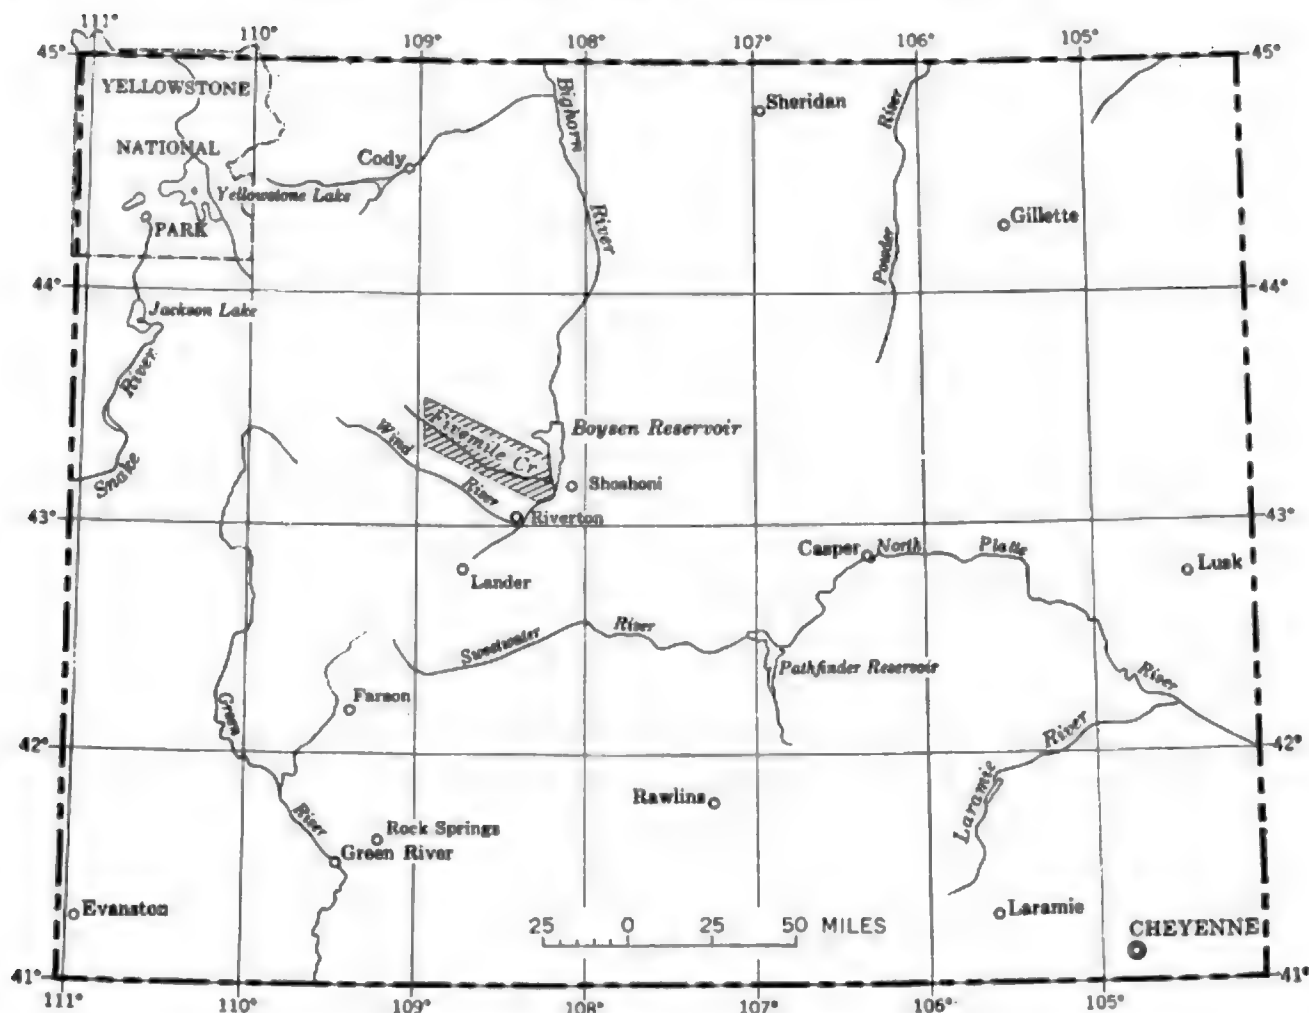 111°
110°
109°
108°
107°
106°
105°
45°
45°
YELLOWSTONE
NATIONAL
PARK
Yellowstone Lake
Cody
Bighorn
River
Sheridan
Powder
River
Gillette
44°
44°
Jackson Lake
Snake
River
Wind
River
Fivemile Cr
Boysen Reservoir
Shoshoni
Riverton
Lander
43°
43°
Casper
North
Platte
River
Lusk
Sweetwater
River
Pathfinder Reservoir
Farson
Green
River
42°
42°
Laramie
River
Rawlins
Rock Springs
Green River
Evanston
25 0 25 50 MILES
Laramie
CHEYENNE
41°
41°
111°
110°
109°
108°
107°
106°
105°